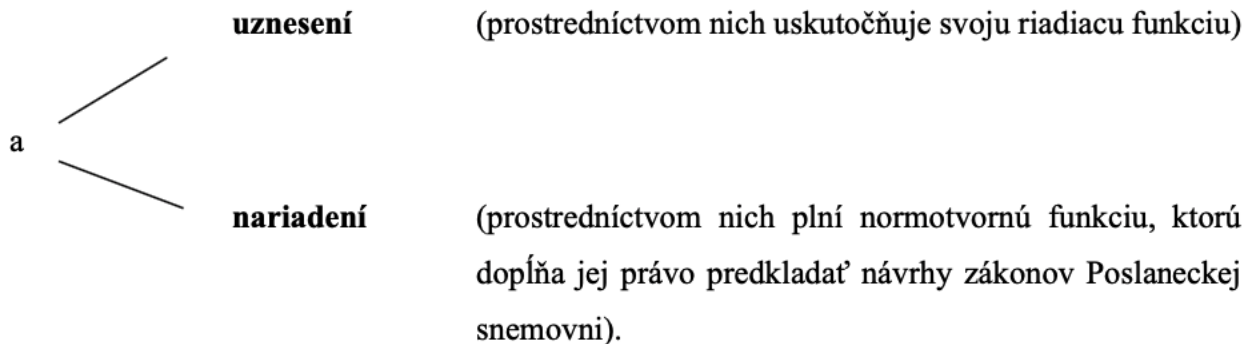 uznesení (prostredníctvom nich uskutočňuje svoju riadiacu funkciu)
a
nariadení (prostredníctvom nich plní normotvornú funkciu, ktorú
dopĺňa jej právo predkladať návrhy zákonov Poslaneckej
snemovni).